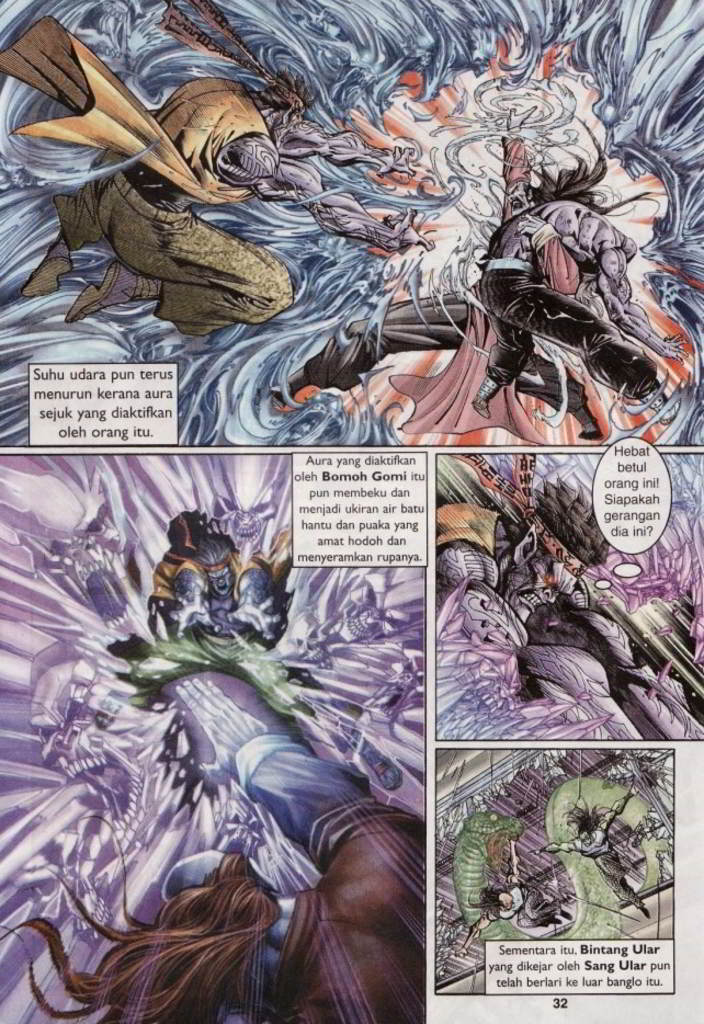 Suhu udara pun terus
menurun kerana aura
sejuk yang diaktifkan
oleh orang itu.
Aura yang diaktifkan
oleh Bomoh Gomi itu
pun membeku dan
menjadi ukiran air batu
hantu dan puaka yang
amat hodoh dan
menyeramkan rupanya.
Hebat
betul
orang ini!
Siapakah
gerangan
dia ini?
Sementara itu, Bintang Ular
yang dikejar oleh Sang Ular pun
telah berlari ke luar banglo itu.
32